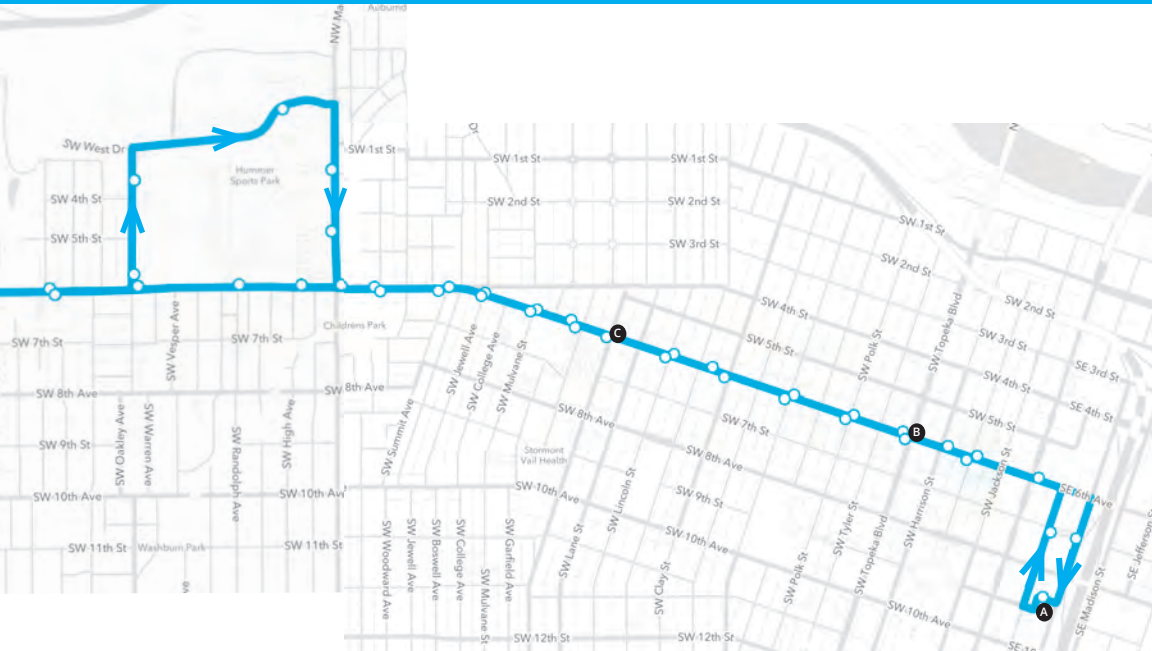 Auburnd
NW Ma
SW West Dr
SW 1st St
SW 1st St
SW 1st St
Hummer
Sports Park
SW 4th St
SW 2nd St
SW 2nd St
SW 1st St
SW 5th St
SW 3rd St
SW 2nd St
SW 4th St
SW 2nd St
SW Topeka Blvd
Childrens Park
C
SW 7th St
SW Vesper Ave
SW 7th St
SW 5th St
SW Polk St
SW 3rd St
SE 3rd St
SW Jewell Ave
SW College Ave
SW Mulvane St
SW 4th St
SW 8th Ave
SW 8th Ave
SE 4th St
SW Oakley Ave
SW Warren Ave
SW Randolph Ave
SW High Ave
SW Summit Ave
SW 8th Ave
SW 7th St
SW 5th St
B
SW 9th St
Stormont
Vail Health
SW 8th Ave
SW Jackson St
SW 10th Ave
SW 10th Av
SW 10th Ave
SW Lincoln St
SW 9th St
SE 6th Ave
SW Harrison St
SW Tyler St
SW Topeka Blvd
SW 11th St
Washburn Park
SW 11th St
SW Woodward Ave
SW Jewell Ave
SW Boswell Ave
SW College Ave
SW Garfield Ave
SW Lane St
SW 10th Ave
SE Jefferson S
SW Mulvane St
SW Clay St
SW Polk St
SW 10th Ave
A
SE Madison St
SW 12th St
SW 12th St
SE 10